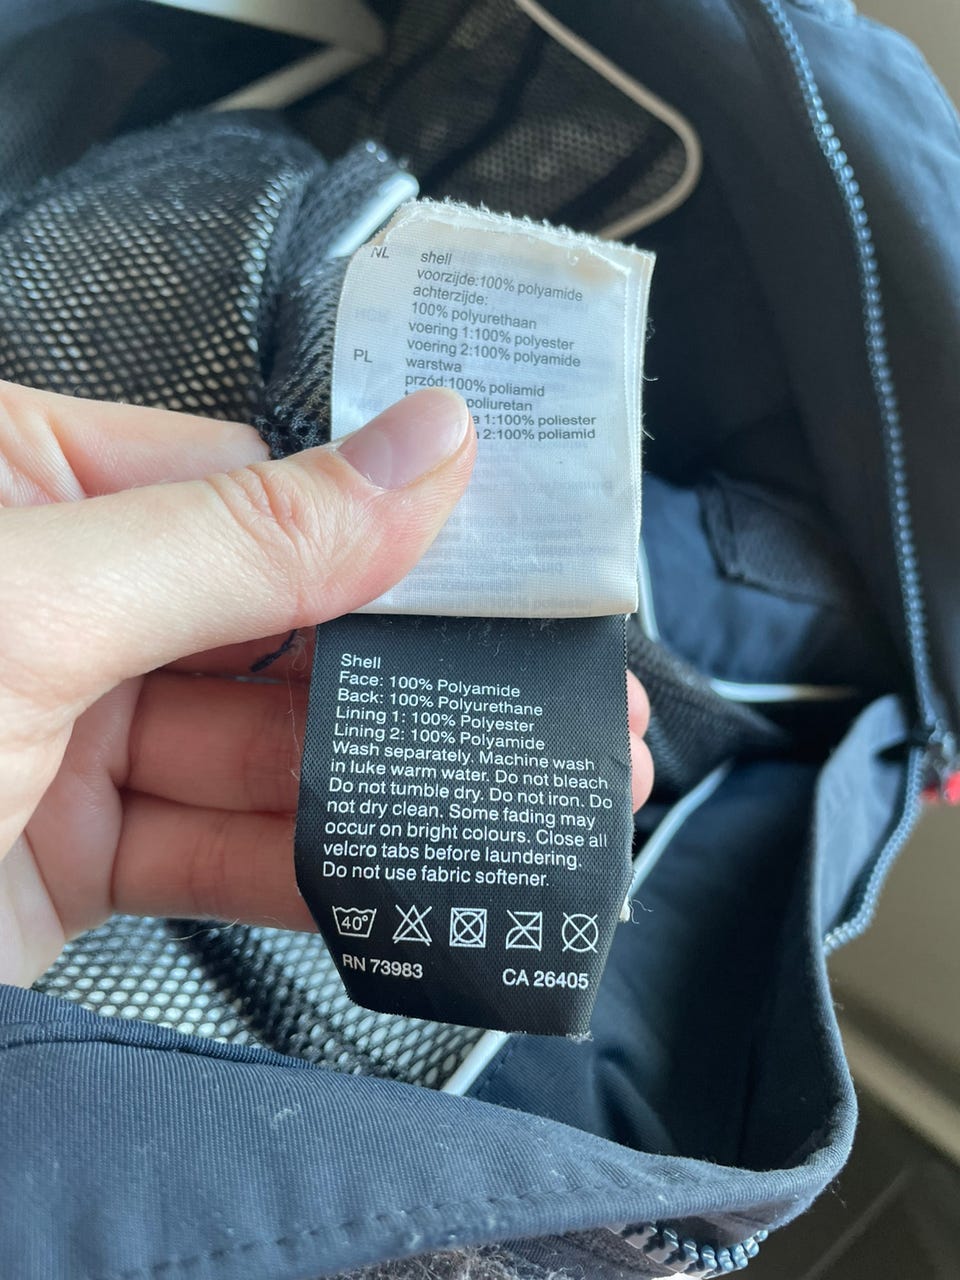 NL
shell
voorzijde:100% polyamide
achterzijde:
100% polyurethaan
voering 1:100% polyester
voering 2:100% polyamide
PL
warstwa
przód:100% poliamid
poliuretan
1:100% poliester
2:100% poliamid
Shell
Face: 100% Polyamide
Back: 100% Polyurethane
Lining 1: 100% Polyester
Lining 2: 100% Polyamide
Wash separately. Machine wash
in luke warm water. Do not bleach
Do not tumble dry. Do not iron. Do
not dry clean. Some fading may
occur on bright colours. Close all
velcro tabs before laundering.
Do not use fabric softener.
40°
RN 73983 CA 26405